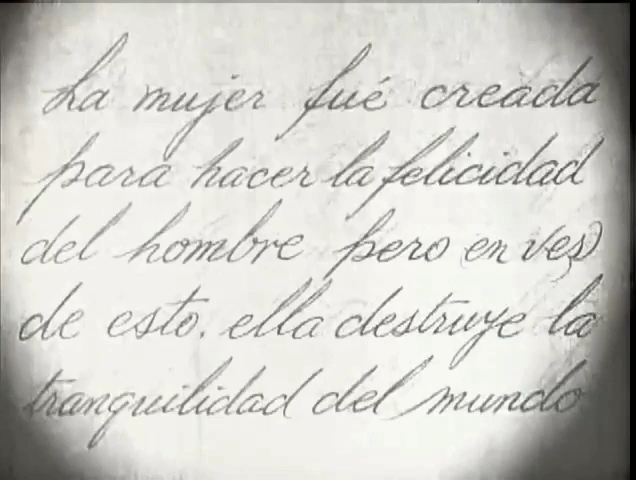 La mujer fué creada
para hacer la felicidad
del hombre pero en ves
de esto. ella destruye la
tranquilidad del mundo